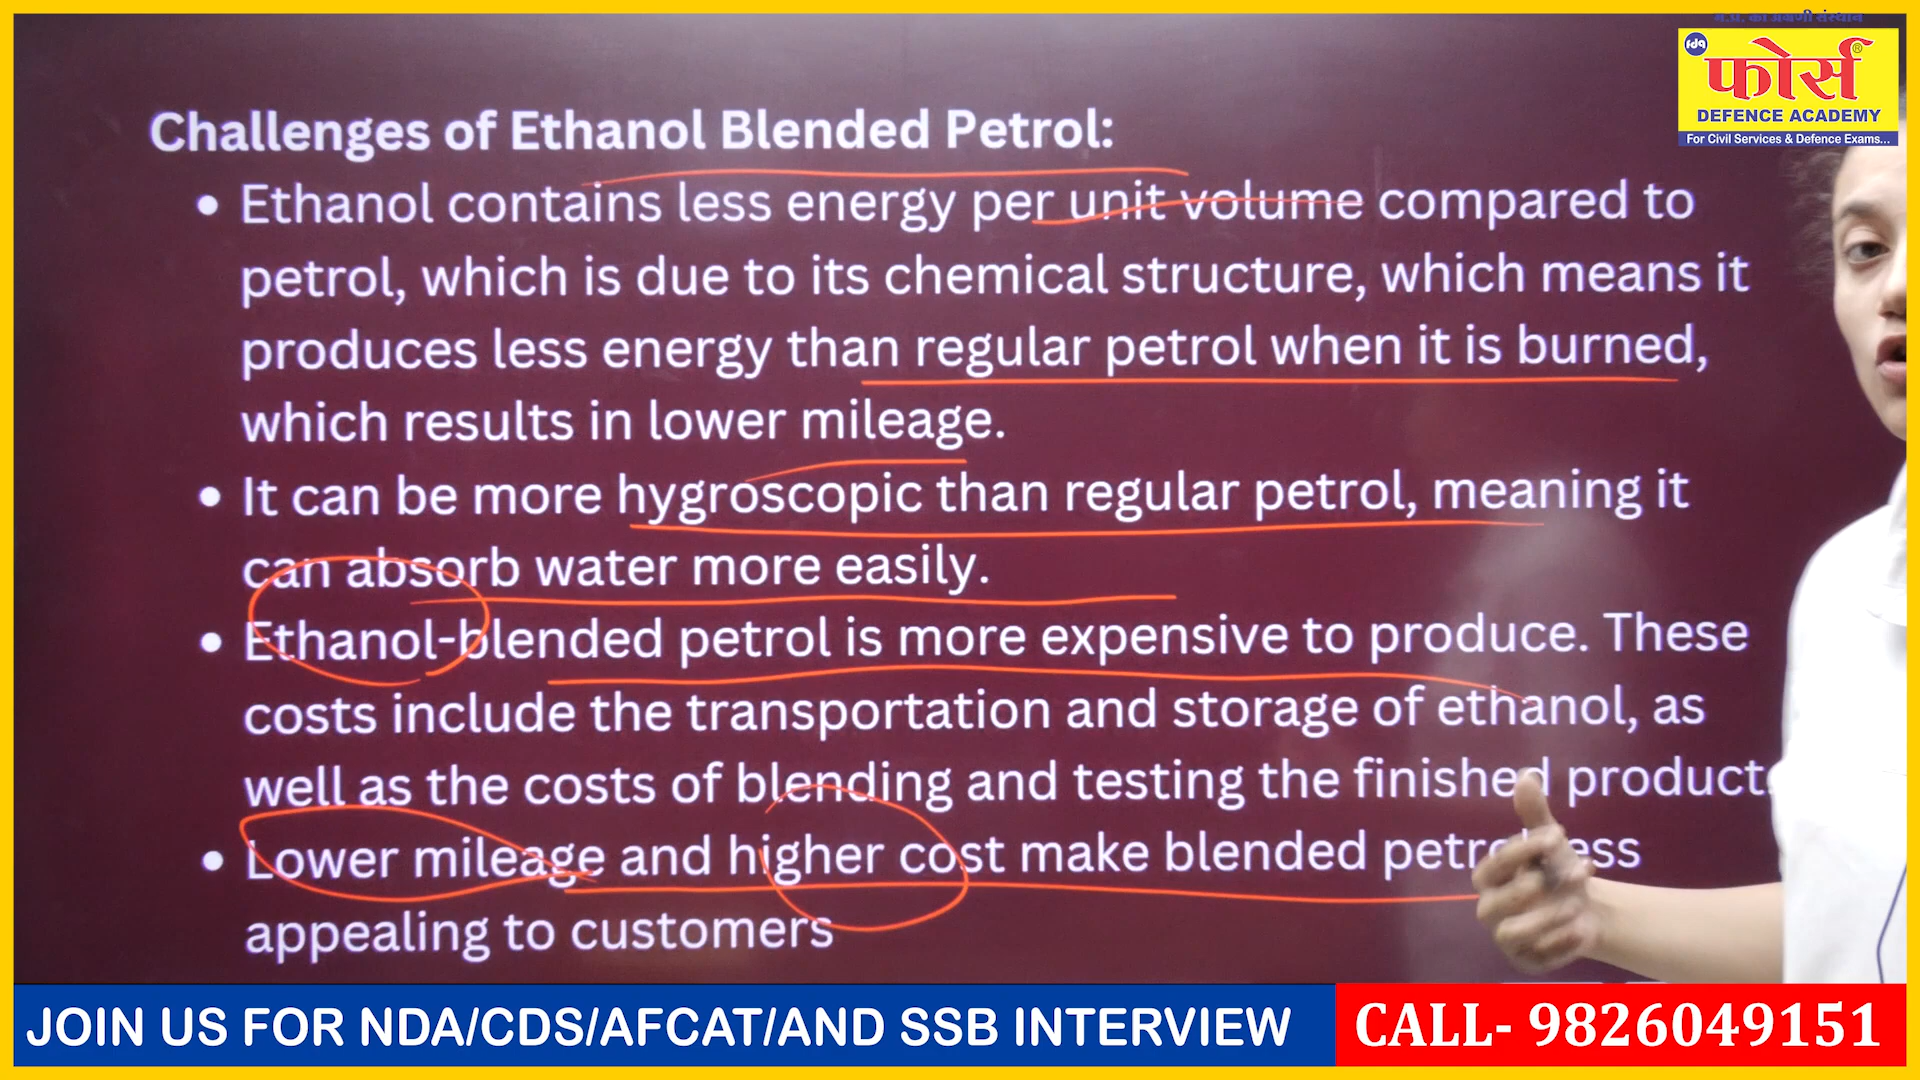 म.प्र. का अग्रणी संस्थान
fda
फोर्स®
DEFENCE ACADEMY
For Civil Services & Defence Exams...
Challenges of Ethanol Blended Petrol:
• Ethanol contains less energy per unit volume compared to
petrol, which is due to its chemical structure, which means it
produces less energy than regular petrol when it is burned,
which results in lower mileage.
• It can be more hygroscopic than regular petrol, meaning it
can absorb water more easily.
• Ethanol-blended petrol is more expensive to produce. These
costs include the transportation and storage of ethanol, as
well as the costs of blending and testing the finished product
• Lower mileage and higher cost make blended
appealing to customers
JOIN US FOR NDA/CDS/AFCAT/AND SSB INTERVIEW
CALL- 9826049151